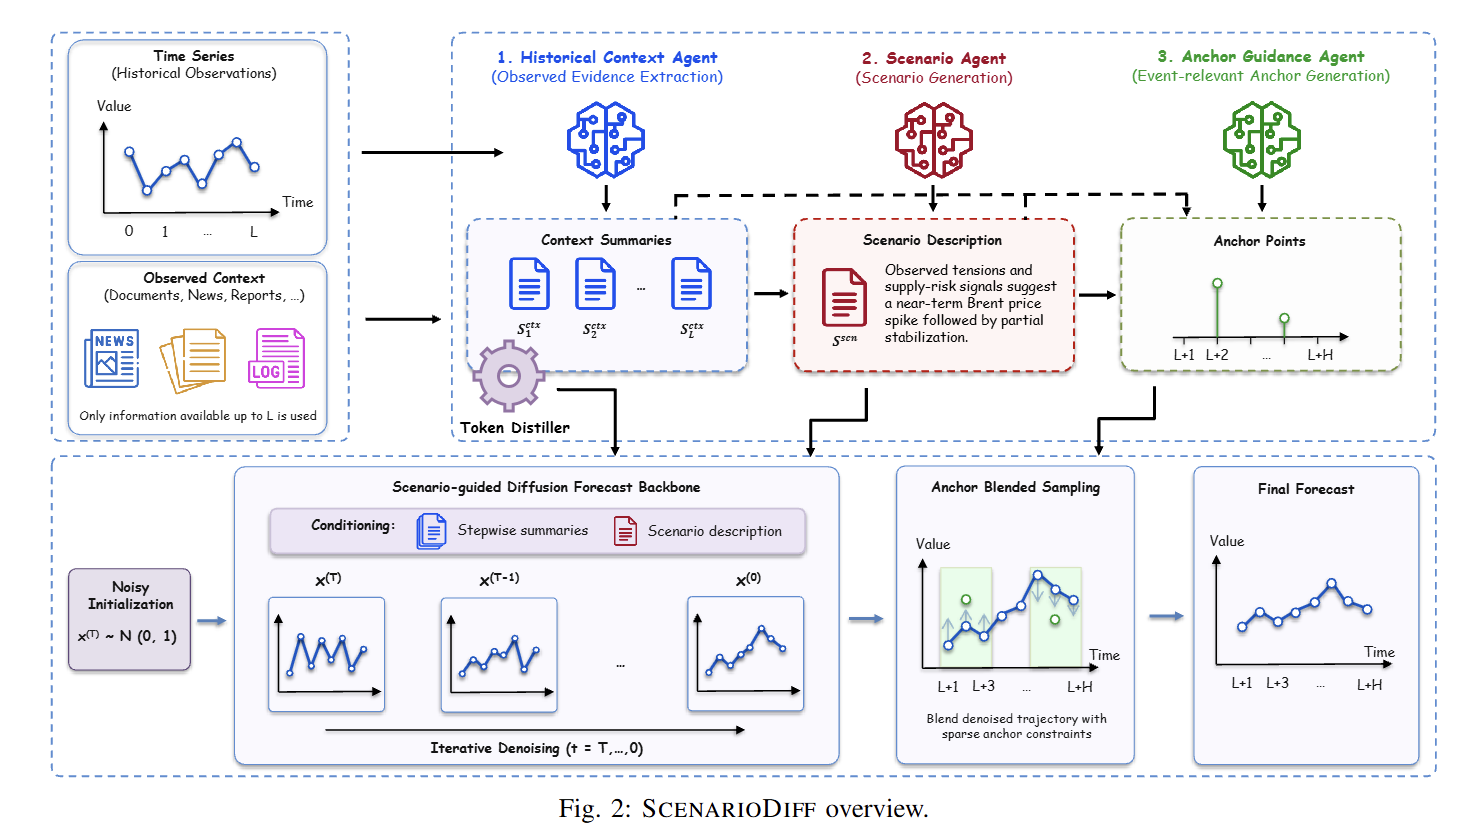 Time Series
(Historical Observations)
Value
Time
0 1 ... L
Observed Context
(Documents, News, Reports, ...)
NEWS
LOG
Only information available up to L is used
1. Historical Context Agent
(Observed Evidence Extraction)
2. Scenario Agent
(Scenario Generation)
3. Anchor Guidance Agent
(Event-relevant Anchor Generation)
Context Summaries
...
S₁ᶜᵗˣ S₂ᶜᵗˣ S_L^ctx
Token Distiller
Scenario Description
Observed tensions and
supply-risk signals suggest
a near-term Brent price
spike followed by partial
stabilization.
Sˢᶜⁿ
Anchor Points
L+1 L+2 ... L+H
Noisy
Initialization
x⁽ᵀ⁾ ~ N (0, 1)
Scenario-guided Diffusion Forecast Backbone
Conditioning: Stepwise summaries Scenario description
x⁽ᵀ⁾ x⁽ᵀ⁻¹⁾ x⁽⁰⁾
...
Iterative Denoising (t = T,...,0)
Anchor Blended Sampling
Value
Time
L+1 L+3 ... L+H
Blend denoised trajectory with
sparse anchor constraints
Final Forecast
Value
Time
L+1 L+3 ... L+H
Fig. 2: SCENARIODIFF overview.